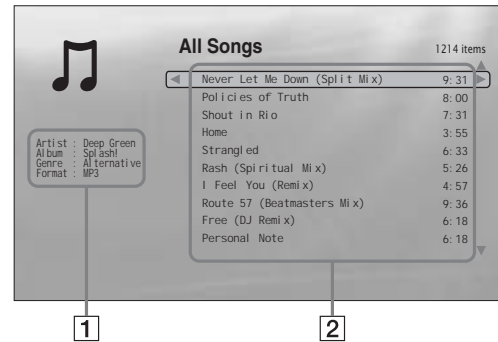 All Songs
1214 items
Never Let Me Down (Split Mix) 9:31
Policies of Truth 8:00
Shout in Rio 7:31
Home 3:55
Strangled 6:33
Rash (Spiritual Mix) 5:26
I Feel You (Remix) 4:57
Route 57 (Beatmasters Mix) 9:36
Free (DJ Remix) 6:18
Personal Note 6:18
Artist : Deep Green
Album : Splash!
Genre : Alternative
Format : MP3
1
2